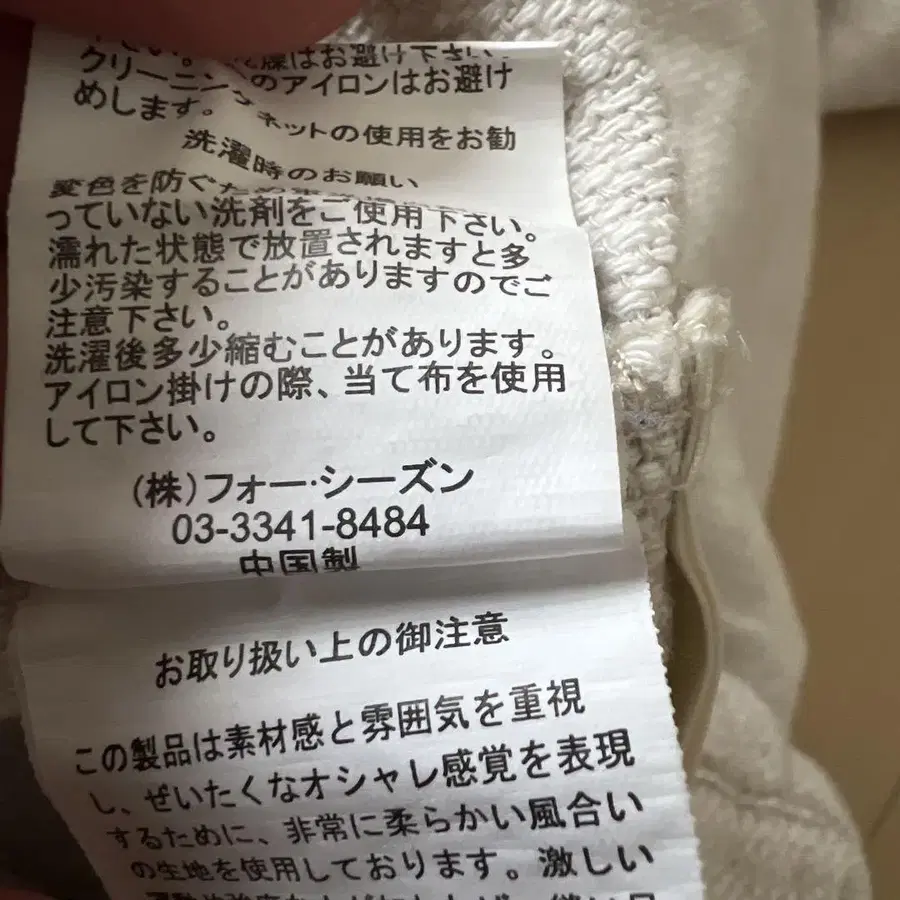 燥はお避け下さい。
クリーニン
のアイロンはお避け
めします。
ネットの使用をお勧
洗濯時のお願い
変色を防ぐため
っていない洗剤をご使用下さい。
濡れた状態で放置されますと多
少汚染することがありますのでご
注意下さい。
洗濯後多少縮むことがあります。
アイロン掛けの際、当て布を使用
して下さい。
(株)フォー・シーズン
03-3341-8484
中国製
お取り扱い上の御注意
この製品は素材感と雰囲気を重視
し、ぜいたくなオシャレ感覚を表現
するために、非常に柔らかい風合い
の生地を使用しております。激しい